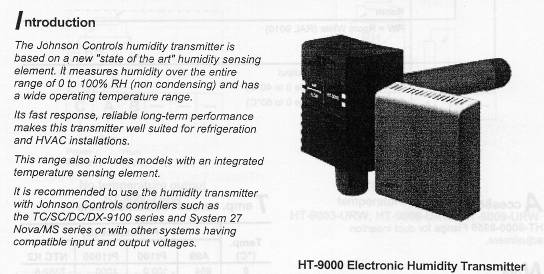 Introduction
The Johnson Controls humidity transmitter is
based on a new "state of the art" humidity sensing
element. It measures humidity over the entire
range of 0 to 100% RH (non condensing) and has
a wide operating temperature range.
Its fast response, reliable long-term performance
makes this transmitter well suited for refrigeration
and HVAC installations.
This range also includes models with an integrated
temperature sensing element.
It is recommended to use the humidity transmitter
with Johnson Controls controllers such as
the TC/SC/DC/DX-9100 series and System 27
Nova/MS series or with other systems having
compatible input and output voltages.
HT-9000 Electronic Humidity Transmitter